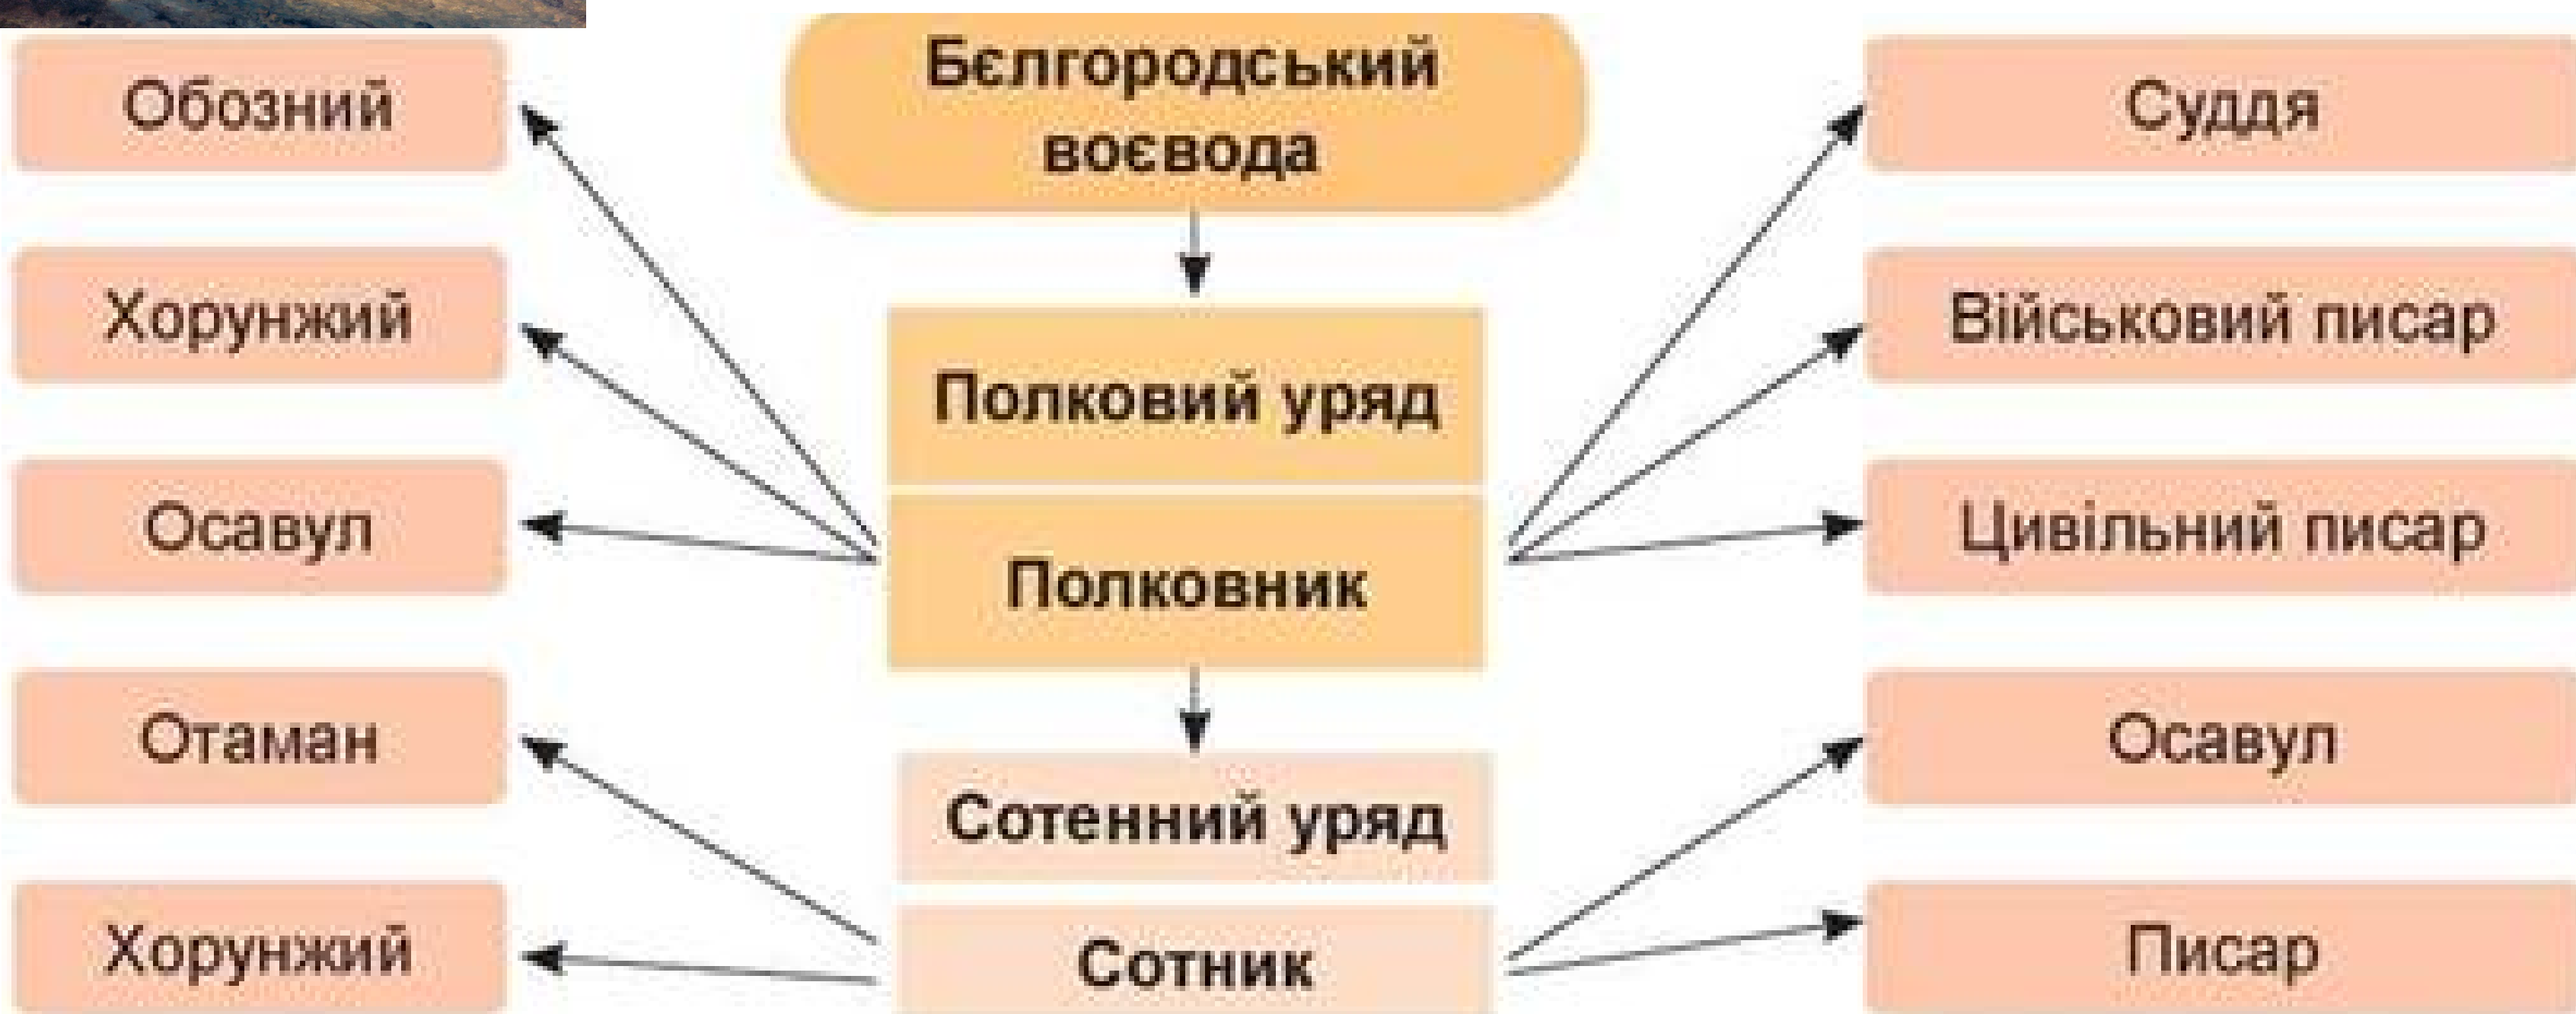 Бєлгородський
воєвода
Обозний
Суддя
Хорунжий
Військовий писар
Полковий уряд
Осавул
Цивільний писар
Полковник
Отаман
Осавул
Сотенний уряд
Хорунжий
Сотник
Писар